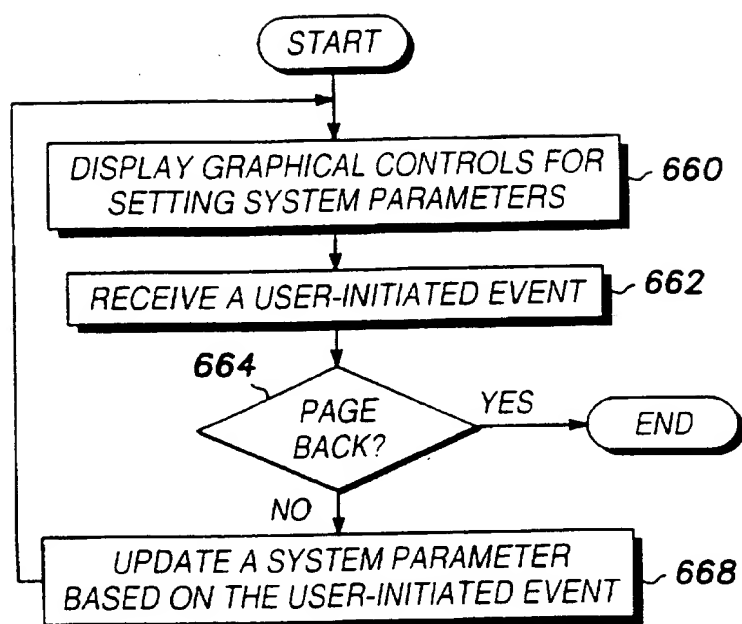 START
DISPLAY GRAPHICAL CONTROLS FOR
SETTING SYSTEM PARAMETERS
660
RECEIVE A USER-INITIATED EVENT
662
664
PAGE
BACK?
YES
END
NO
UPDATE A SYSTEM PARAMETER
BASED ON THE USER-INITIATED EVENT
668